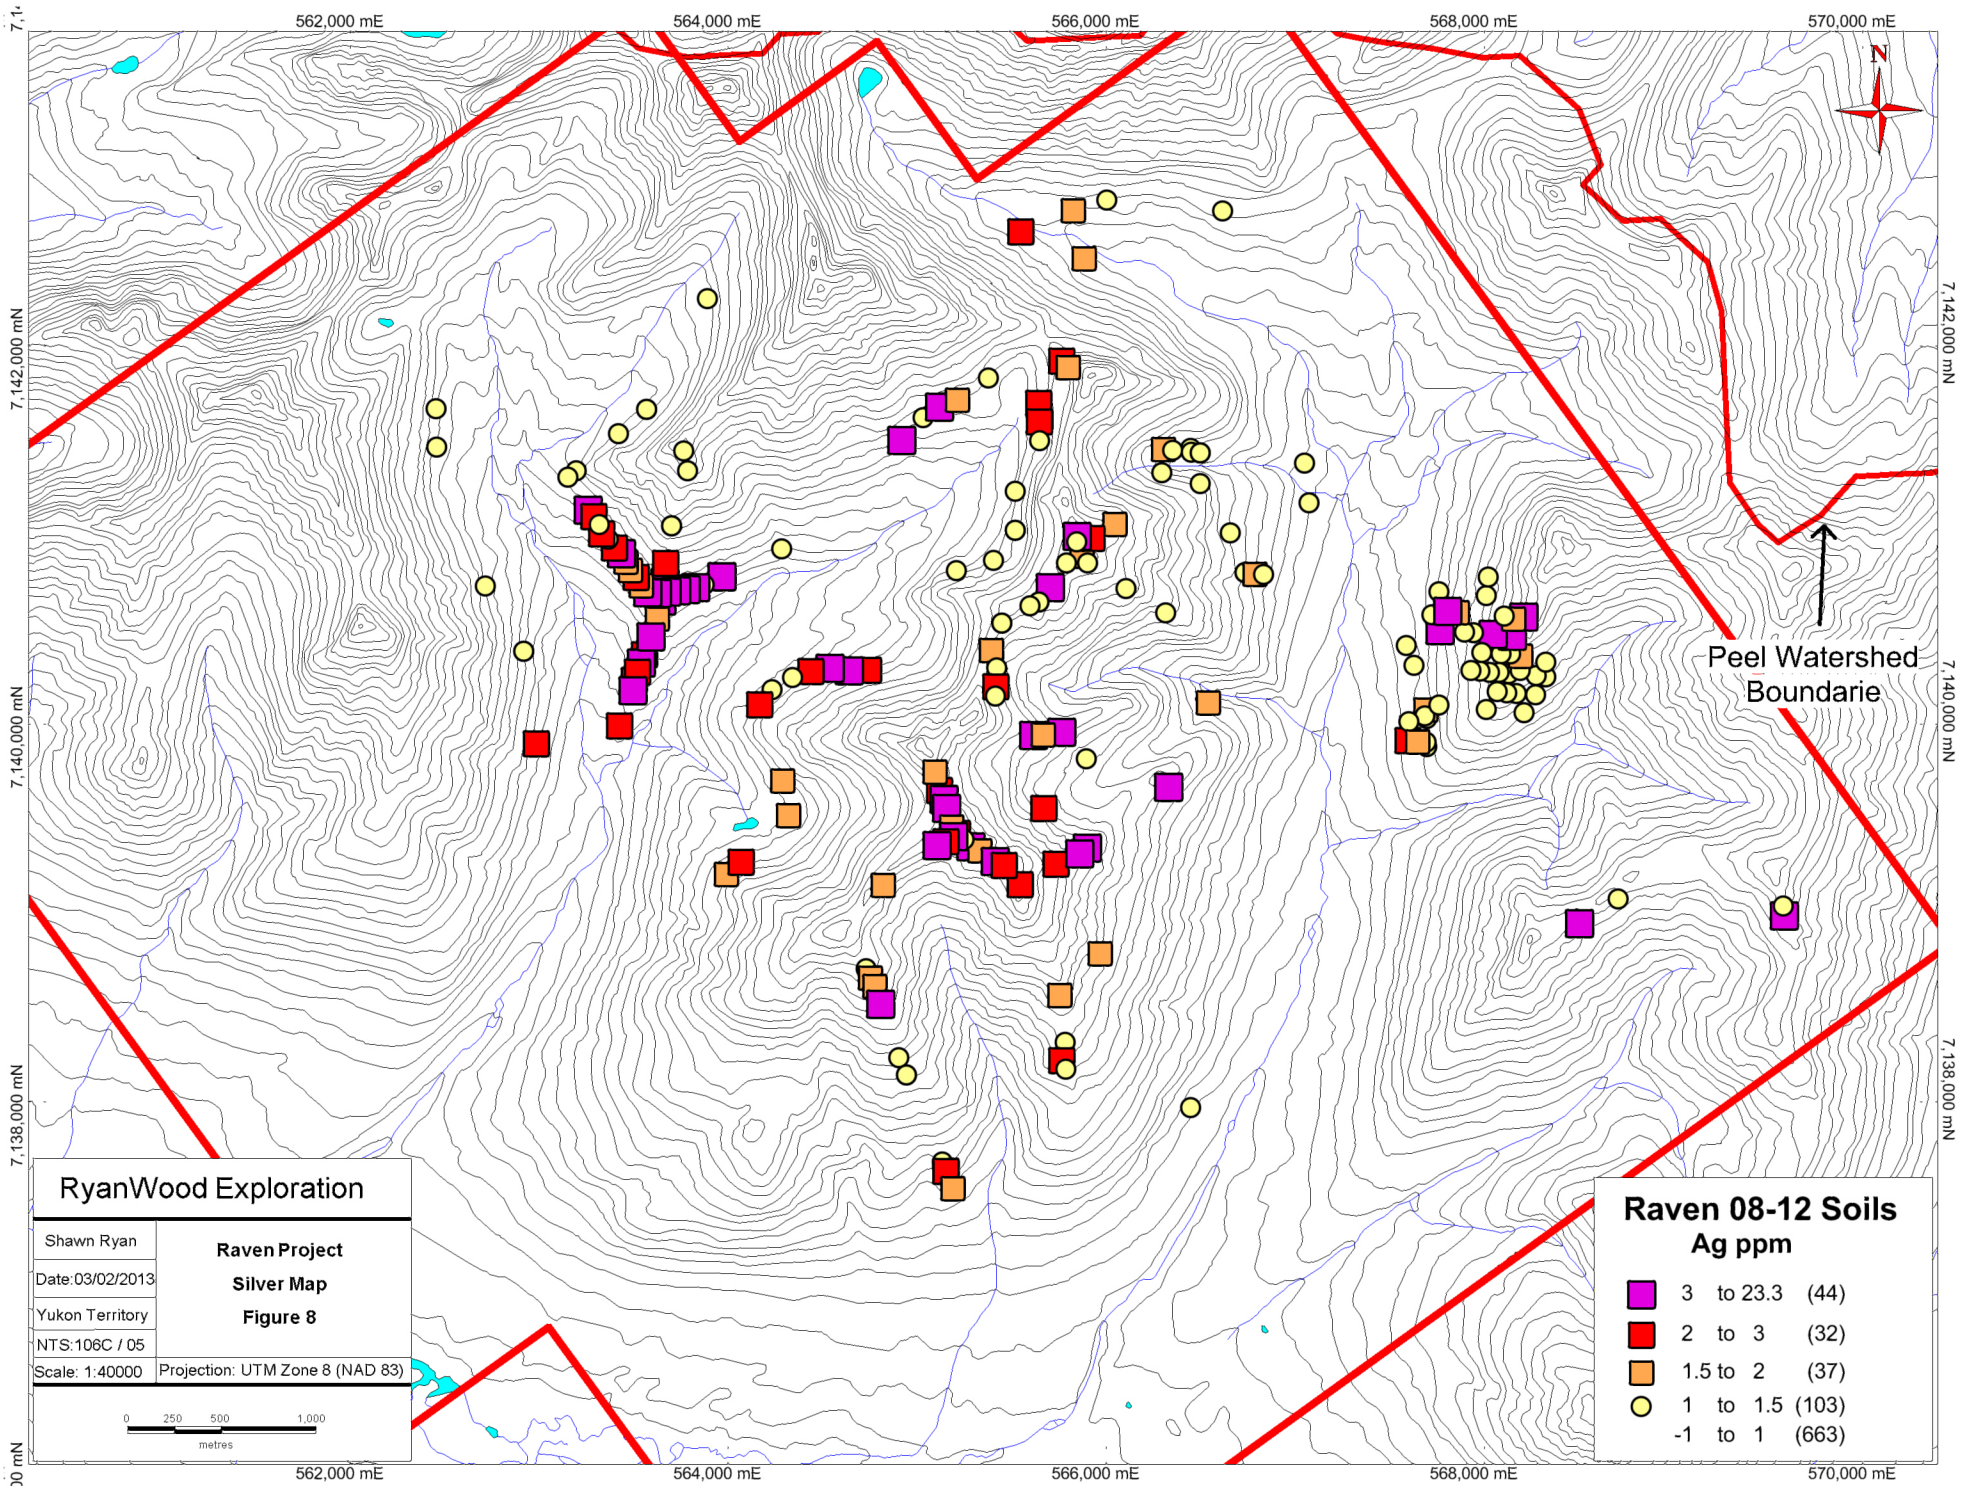 562,000 mE 564,000 mE 566,000 mE 568,000 mE 570,000 mE
N
7,142,000 mN
7,142,000 mN
Peel Watershed
Boundarie
7,140,000 mN
7,140,000 mN
7,138,000 mN
7,138,000 mN
RyanWood Exploration
Shawn Ryan
Date:03/02/2013
Yukon Territory
NTS:106C / 05
Scale: 1:40000
Raven Project
Silver Map
Figure 8
Projection: UTM Zone 8 (NAD 83)
0 250 500 1,000
metres
Raven 08-12 Soils
Ag ppm
3 to 23.3 (44)
2 to 3 (32)
1.5 to 2 (37)
1 to 1.5 (103)
-1 to 1 (663)
562,000 mE 564,000 mE 566,000 mE 568,000 mE 570,000 mE